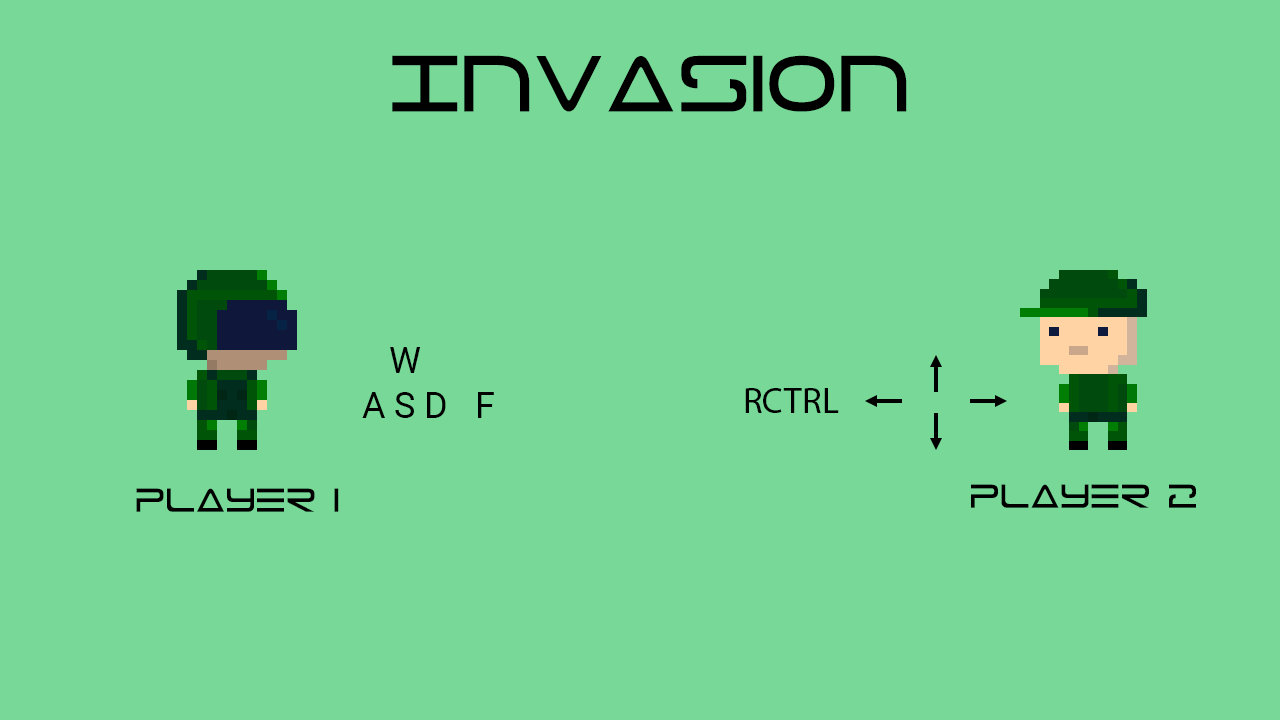 INVASION
W
A S D F
RCTRL
PLAYER 1
PLAYER 2